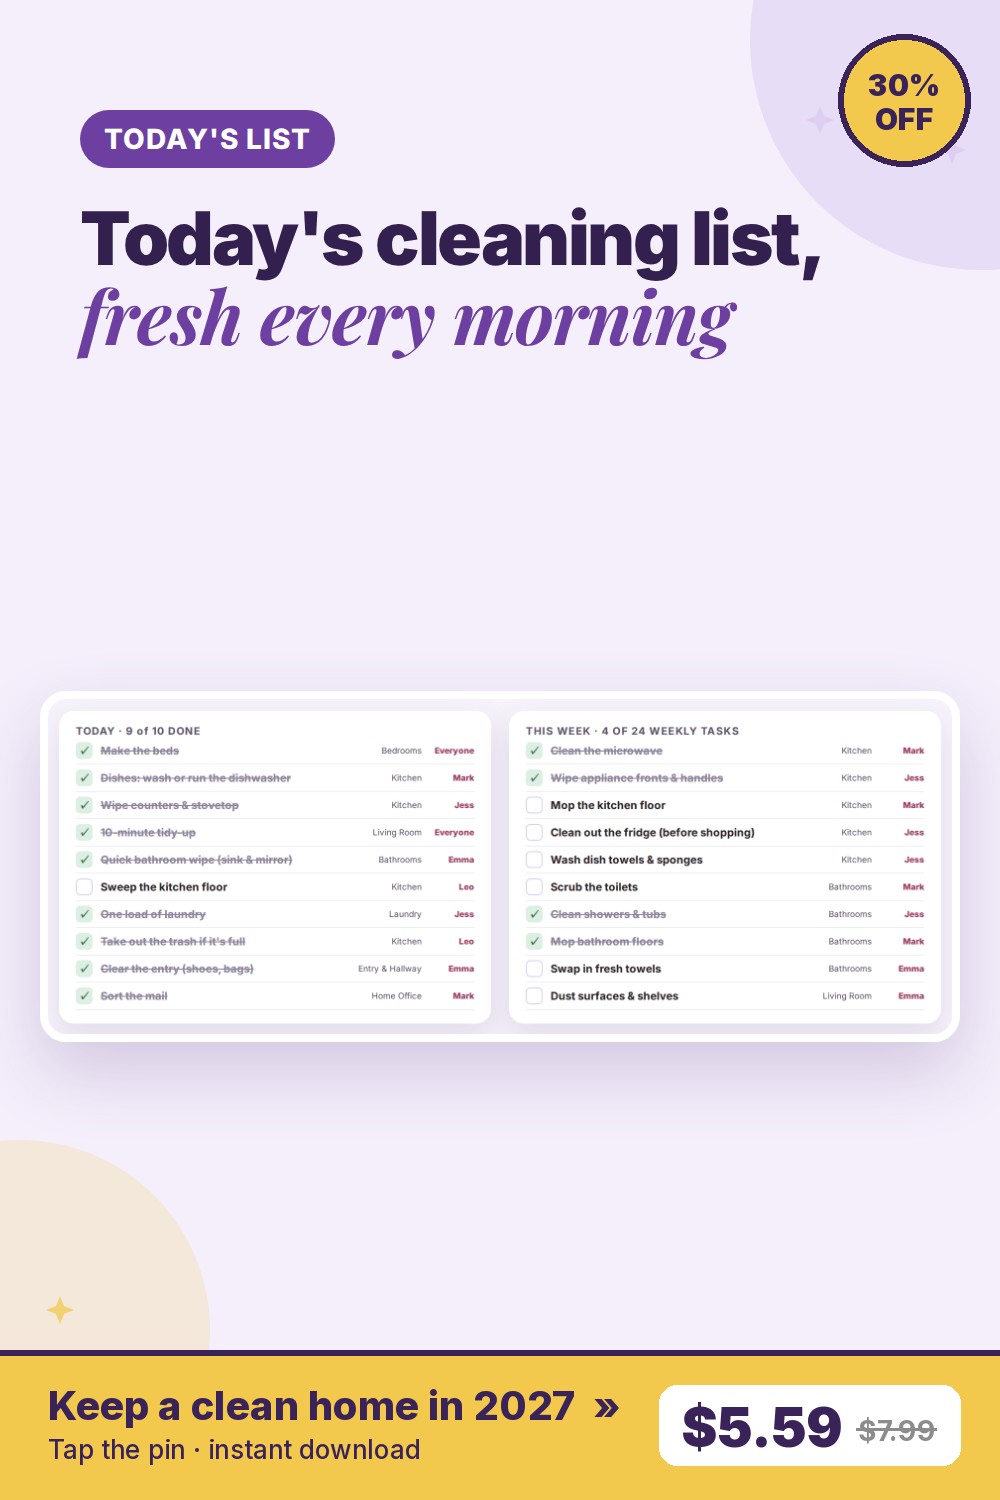 30%
OFF
TODAY'S LIST
Today's cleaning list,
fresh every morning
TODAY · 9 of 10 DONE
✓ Make the beds Bedrooms Everyone
✓ Dishes: wash or run the dishwasher Kitchen Mark
✓ Wipe counters & stovetop Kitchen Jess
✓ 10-minute tidy-up Living Room Everyone
✓ Quick bathroom wipe (sink & mirror) Bathrooms Emma
Sweep the kitchen floor Kitchen Leo
✓ One load of laundry Laundry Jess
✓ Take out the trash if it's full Kitchen Leo
✓ Clear the entry (shoes, bags) Entry & Hallway Emma
✓ Sort the mail Home Office Mark
THIS WEEK · 4 OF 24 WEEKLY TASKS
✓ Clean the microwave Kitchen Mark
✓ Wipe appliance fronts & handles Kitchen Jess
Mop the kitchen floor Kitchen Mark
Clean out the fridge (before shopping) Kitchen Jess
Wash dish towels & sponges Kitchen Jess
Scrub the toilets Bathrooms Mark
✓ Clean showers & tubs Bathrooms Jess
✓ Mop bathroom floors Bathrooms Mark
Swap in fresh towels Bathrooms Emma
Dust surfaces & shelves Living Room Emma
Keep a clean home in 2027 »
Tap the pin · instant download
$5.59 $7.99